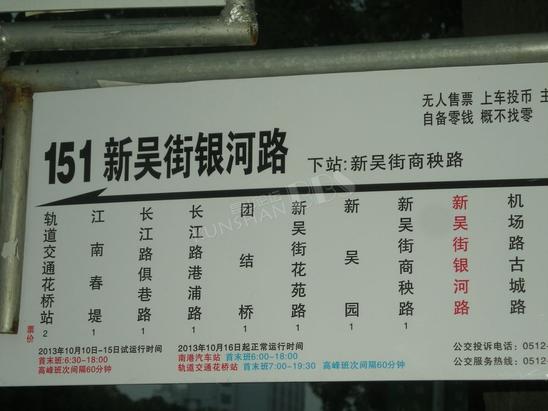 无人售票 上车投币 主
自备零钱 概不找零
151 新吴街银河路 下站:新吴街商秧路
轨道交通花桥站 2
江南春堤 1
长江路俱巷路 1
长江路港浦路 1
团结桥 1
新吴街花苑路 1
新吴园 1
新吴街商秧路 1
新吴街银河路
机场路古城路
票价
2013年10月10日-15日试运行时间
首末班:6:30-18:00
高峰班次间隔60分钟
2013年10月16日起正常运行时间
南港汽车站 首末班6:00-18:00
轨道交通花桥站 首末班7:00-19:30 高峰班次间隔60分钟
公交投诉电话:0512-
公交服务热线:0512-